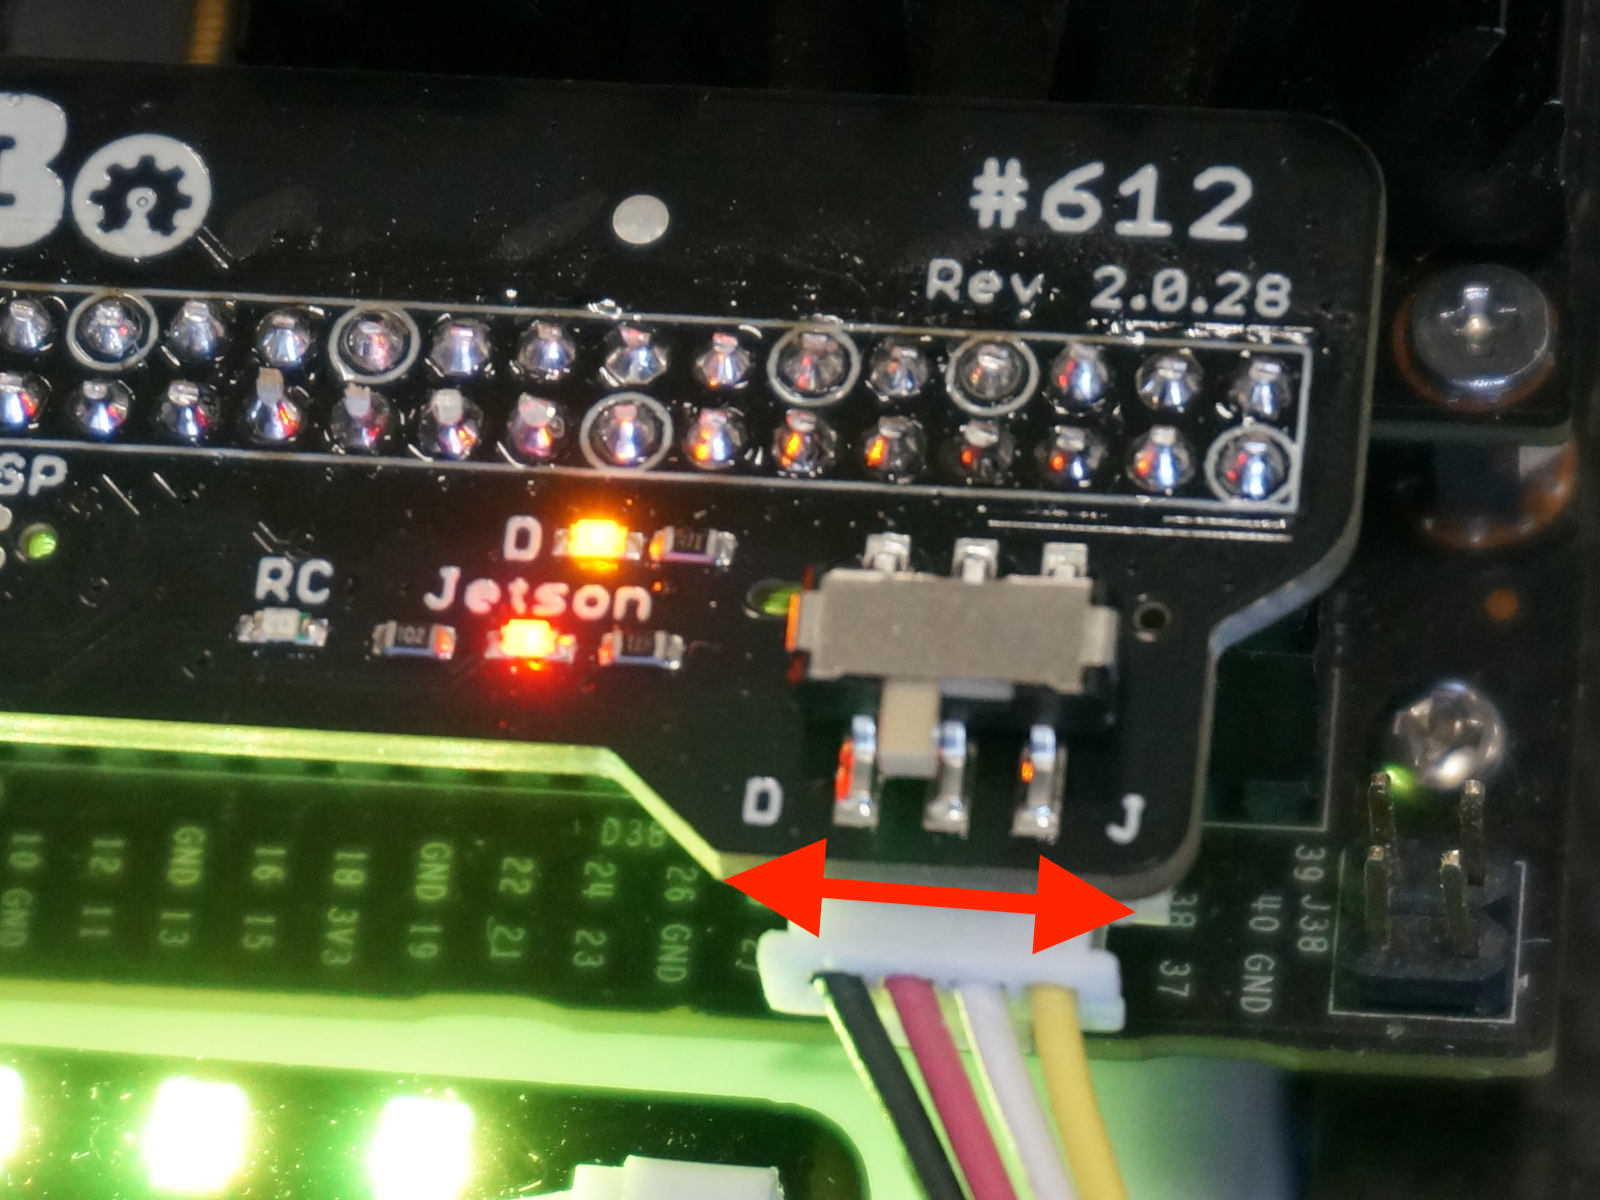 #612
Rev 2.0.28
D
RC
Jetson
D
J
D38
10 12 GND 16 18 GND 22 24 26
GND 11 13 15 3V3 19 21 23 GND 27
38 40 39 J38
37 GND